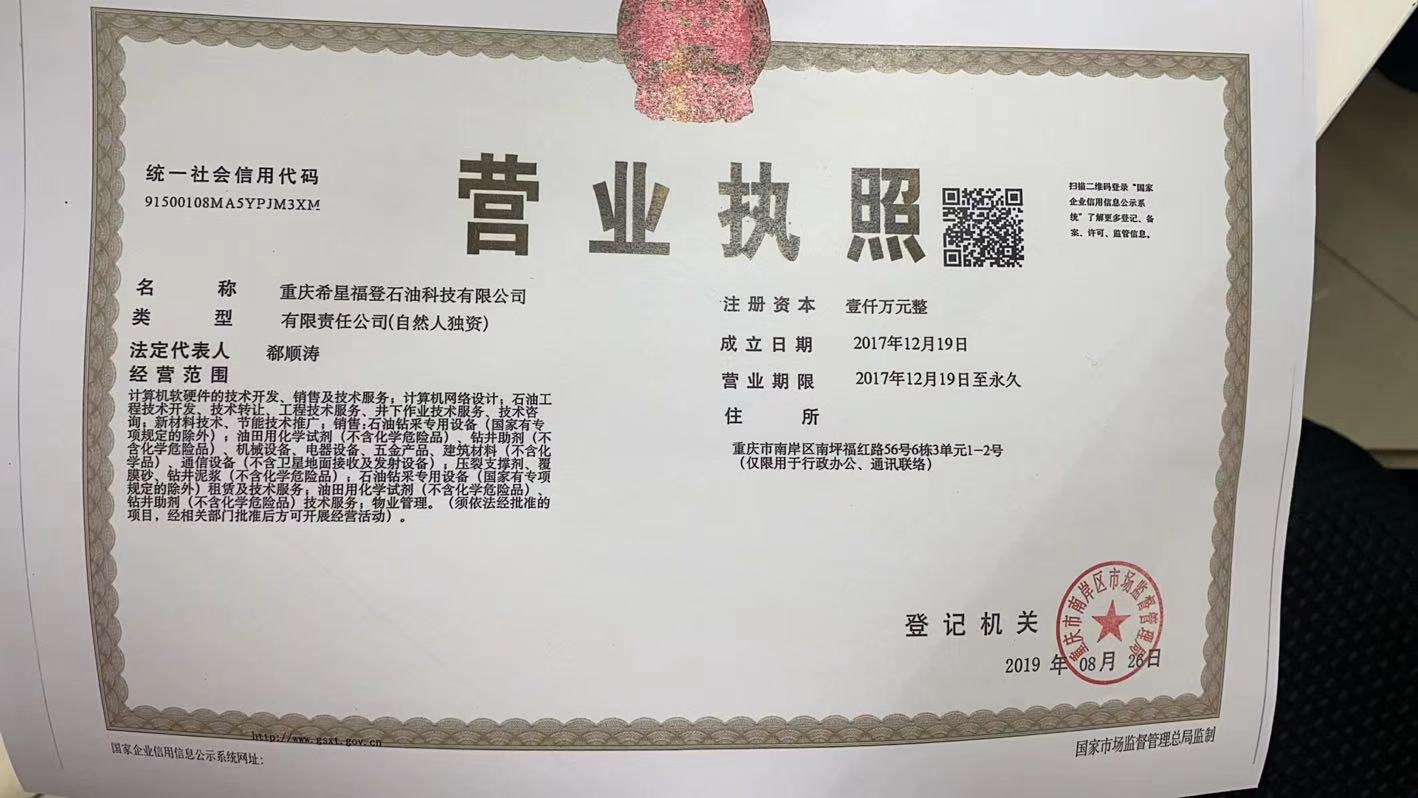 统一社会信用代码
91500108MA5YPJM3XM
营业执照
扫描二维码登录“国家
企业信用信息公示系
统”了解更多登记、备
案、许可、监管信息。
名称 重庆希星福登石油科技有限公司
类型 有限责任公司(自然人独资)
法定代表人 郗顺涛
经营范围
计算机软硬件的技术开发、销售及技术服务；计算机网络设计；石油工
程技术开发、技术转让、工程技术服务、井下作业技术服务、技术咨
询；新材料技术、节能技术推广；销售:石油钻采专用设备（国家有专
项规定的除外）；油田用化学试剂（不含化学危险品）、钻井助剂（不
含化学危险品）、机械设备、电器设备、五金产品、建筑材料（不含化
学品）、通信设备（不含卫星地面接收及发射设备）；压裂支撑剂、覆
膜砂、钻井泥浆（不含化学危险品）；石油钻采专用设备（国家有专项
规定的除外）租赁及技术服务；油田用化学试剂（不含化学危险品）、
钻井助剂（不含化学危险品）技术服务；物业管理。（须依法经批准的
项目，经相关部门批准后方可开展经营活动）。
注册资本 壹仟万元整
成立日期 2017年12月19日
营业期限 2017年12月19日至永久
住所
重庆市南岸区南坪福红路56号6栋3单元1-2号
（仅限用于行政办公、通讯联络）
登记机关
重庆市南岸区市场监督管理局
2019 年 08月 26日
http://www.gsxt.gov.cn
国家企业信用信息公示系统网址:
国家市场监督管理总局监制